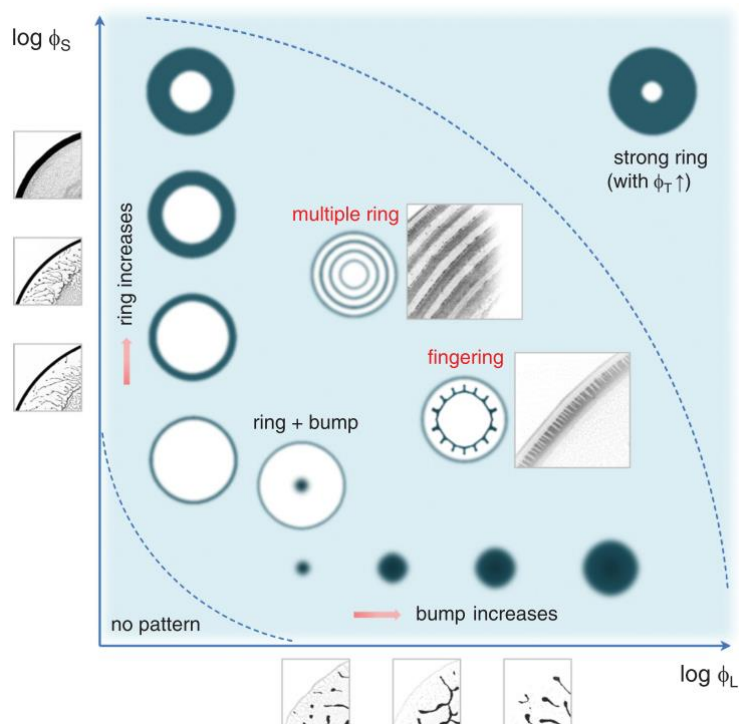 log ϕS
strong ring
(with ϕT ↑)
multiple ring
ring increases
fingering
ring + bump
bump increases
no pattern
log ϕL